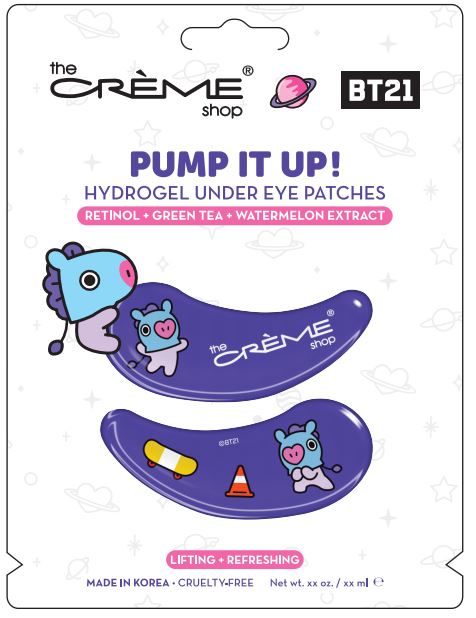 the
CRÈME®
shop
BT21
PUMP IT UP!
HYDROGEL UNDER EYE PATCHES
RETINOL + GREEN TEA + WATERMELON EXTRACT
the
CRÈME®
shop
©BT21
LIFTING + REFRESHING
MADE IN KOREA • CRUELTY-FREE Net wt. xx oz. / xx ml ℮